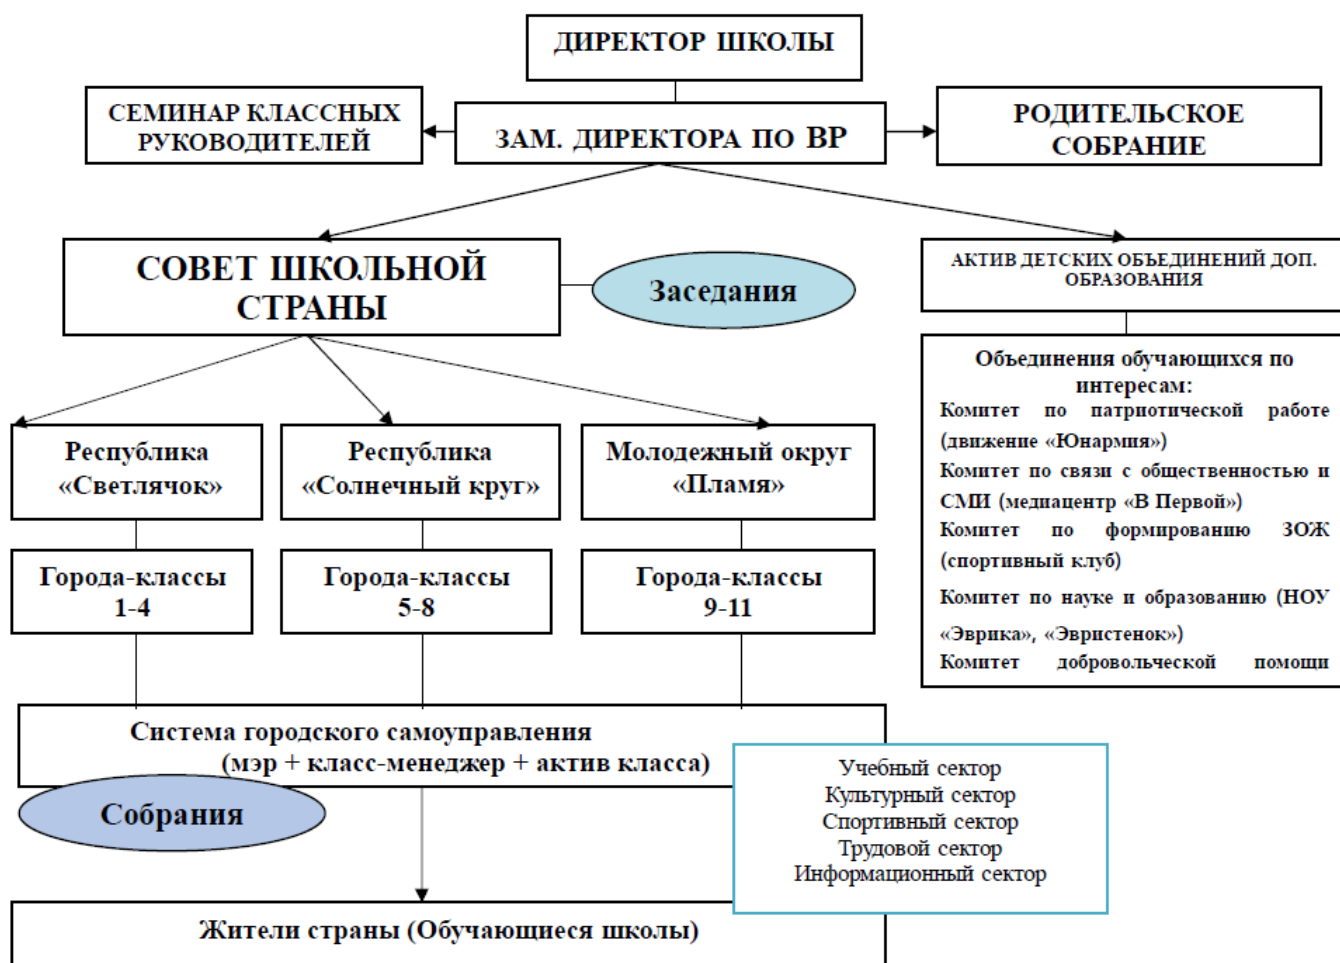 ДИРЕКТОР ШКОЛЫ
СЕМИНАР КЛАССНЫХ
РУКОВОДИТЕЛЕЙ
ЗАМ. ДИРЕКТОРА ПО ВР
РОДИТЕЛЬСКОЕ
СОБРАНИЕ
СОВЕТ ШКОЛЬНОЙ
СТРАНЫ
Заседания
АКТИВ ДЕТСКИХ ОБЪЕДИНЕНИЙ ДОП.
ОБРАЗОВАНИЯ
Объединения обучающихся по
интересам:
Комитет по патриотической работе
(движение «Юнармия»)
Комитет по связи с общественностью и
СМИ (медиацентр «В Первой»)
Комитет по формированию ЗОЖ
(спортивный клуб)
Комитет по науке и образованию (НОУ
«Эврика», «Эвристенок»)
Комитет добровольческой помощи
Республика
«Светлячок»
Республика
«Солнечный круг»
Молодежный округ
«Пламя»
Города-классы
1-4
Города-классы
5-8
Города-классы
9-11
Система городского самоуправления
(мэр + класс-менеджер + актив класса)
Собрания
Учебный сектор
Культурный сектор
Спортивный сектор
Трудовой сектор
Информационный сектор
Жители страны (Обучающиеся школы)